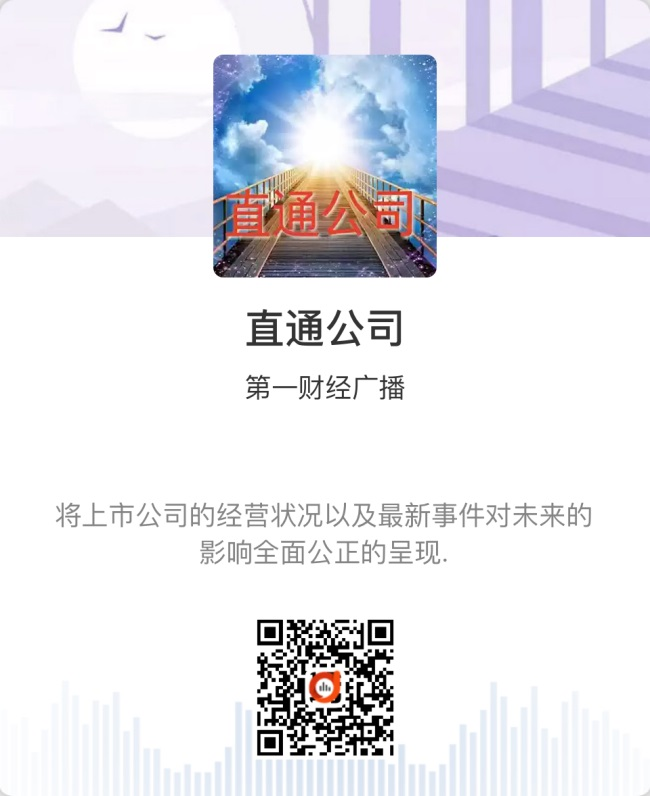 直通公司
直通公司
第一财经广播
将上市公司的经营状况以及最新事件对未来的
影响全面公正的呈现.